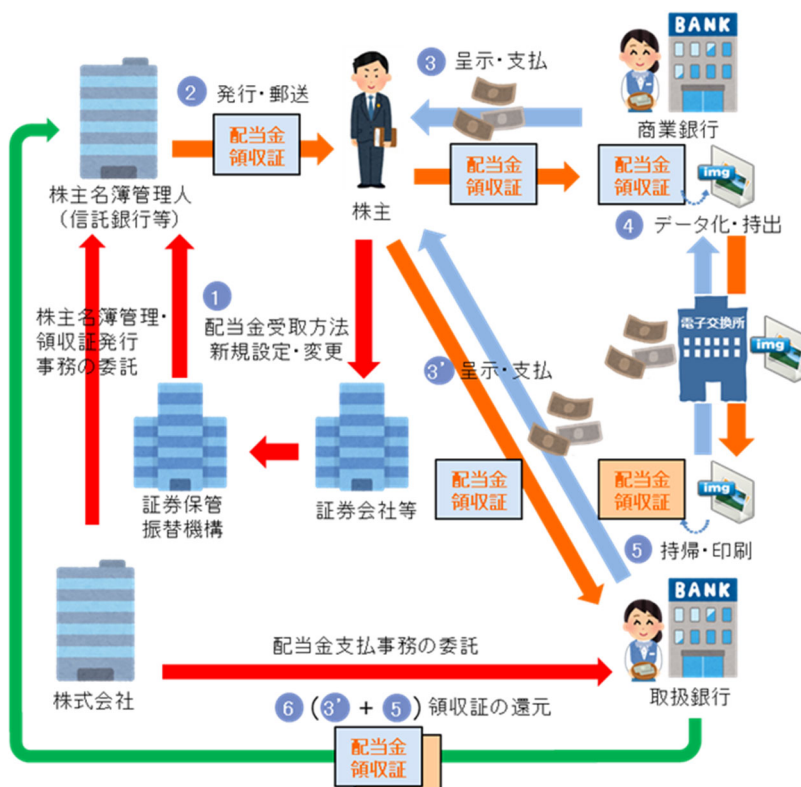 BANK
③ 呈示・支払
② 発行・郵送
配当金
領収証
商業銀行
配当金
領収証
配当金
領収証
img
株主名簿管理人
(信託銀行等)
株主
④ データ化・持出
①
配当金受取方法
新規設定・変更
株主名簿管理・
領収証発行
事務の委託
電子交換所
img
③' 呈示・支払
配当金
領収証
配当金
領収証
img
証券保管
振替機構
証券会社等
⑤ 持帰・印刷
BANK
配当金支払事務の委託
株式会社
取扱銀行
⑥ (③' + ⑤) 領収証の還元
配当金
領収証